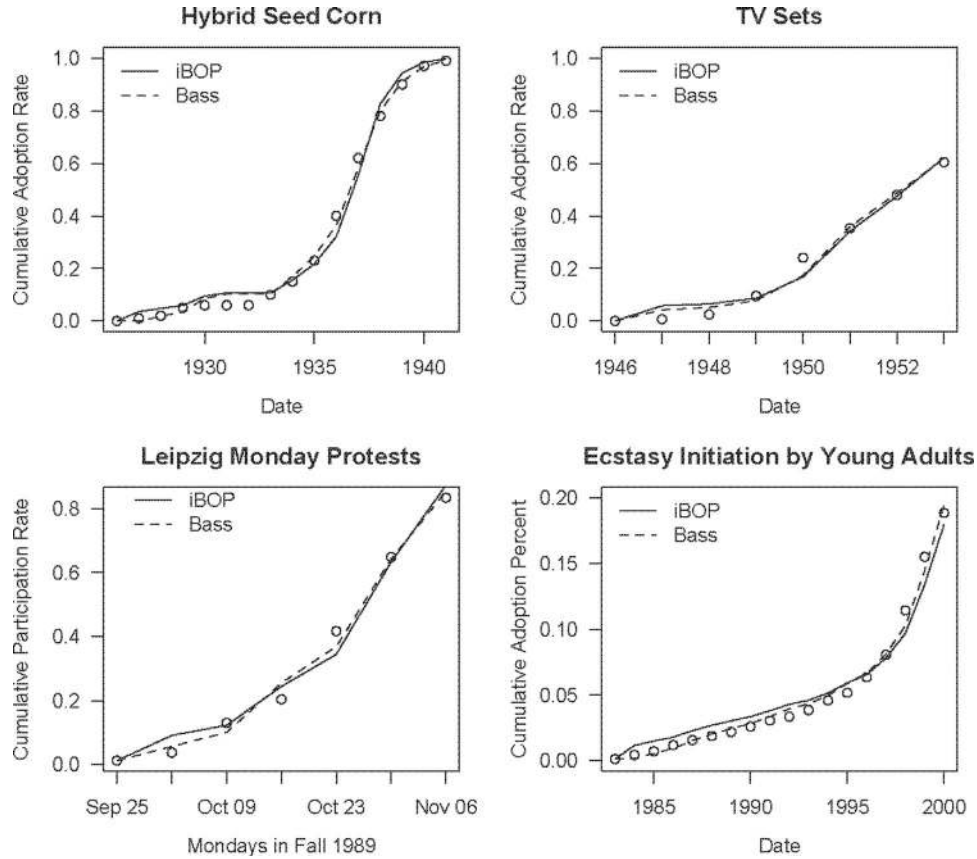 Hybrid Seed Corn
Cumulative Adoption Rate
1.0
0.8
0.6
0.4
0.2
0.0
iBOP
Bass
1930 1935 1940
Date
TV Sets
Cumulative Adoption Rate
1.0
0.8
0.6
0.4
0.2
0.0
iBOP
Bass
1946 1948 1950 1952
Date
Leipzig Monday Protests
Cumulative Participation Rate
0.8
0.6
0.4
0.2
0.0
iBOP
Bass
Sep 25 Oct 09 Oct 23 Nov 06
Mondays in Fall 1989
Ecstasy Initiation by Young Adults
Cumulative Adoption Percent
0.20
0.15
0.10
0.05
0.00
iBOP
Bass
1985 1990 1995 2000
Date